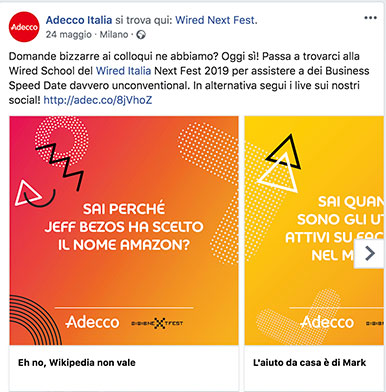 Adecco
Adecco Italia si trova qui: Wired Next Fest.
24 maggio · Milano ·
Domande bizzarre ai colloqui ne abbiamo? Oggi sì! Passa a trovarci alla
Wired School del Wired Italia Next Fest 2019 per assistere a dei Business
Speed Date davvero unconventional. In alternativa segui i live sui nostri
social! http://adec.co/8jVhoZ
SAI PERCHÉ
JEFF BEZOS HA SCELTO
IL NOME AMAZON?
Adecco
Eh no, Wikipedia non vale
SAI QUAN
SONO GLI UT
ATTIVI SU FAC
NEL M
Adecco
L'aiuto da casa è di Mark